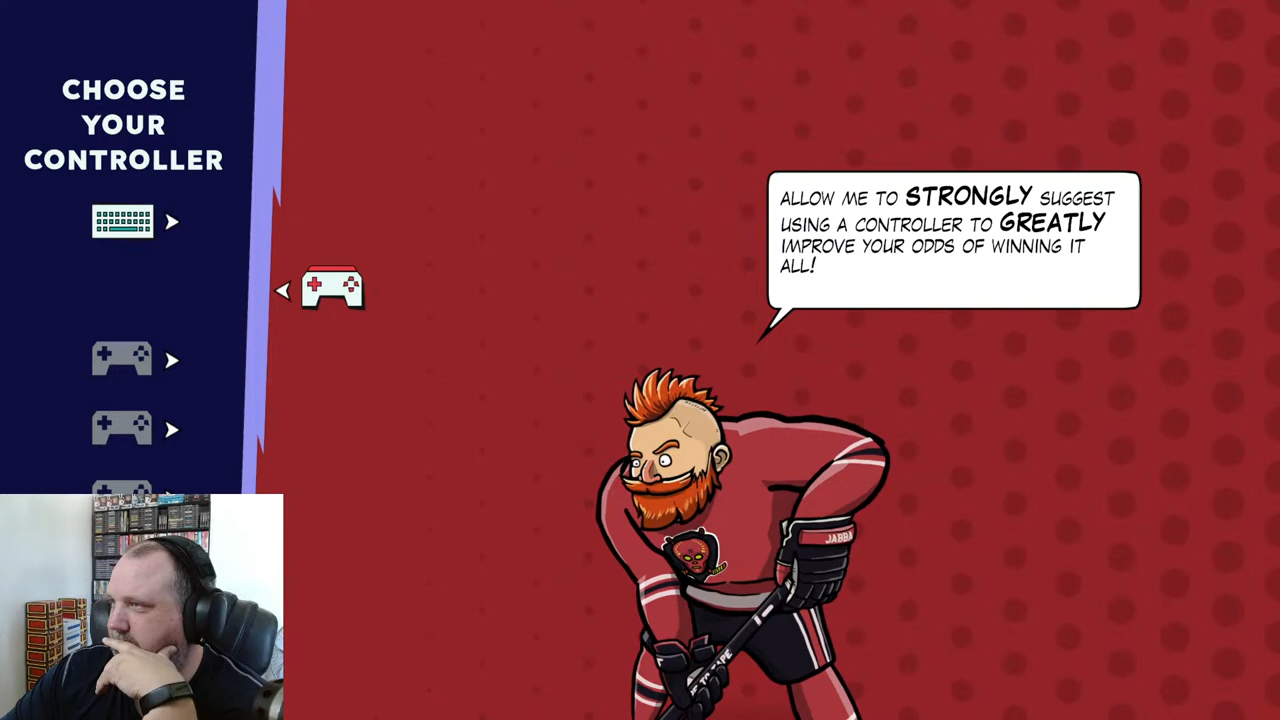 CHOOSE
YOUR
CONTROLLER
ALLOW ME TO STRONGLY SUGGEST
USING A CONTROLLER TO GREATLY
IMPROVE YOUR ODDS OF WINNING IT
ALL!
JABBA
TAPE